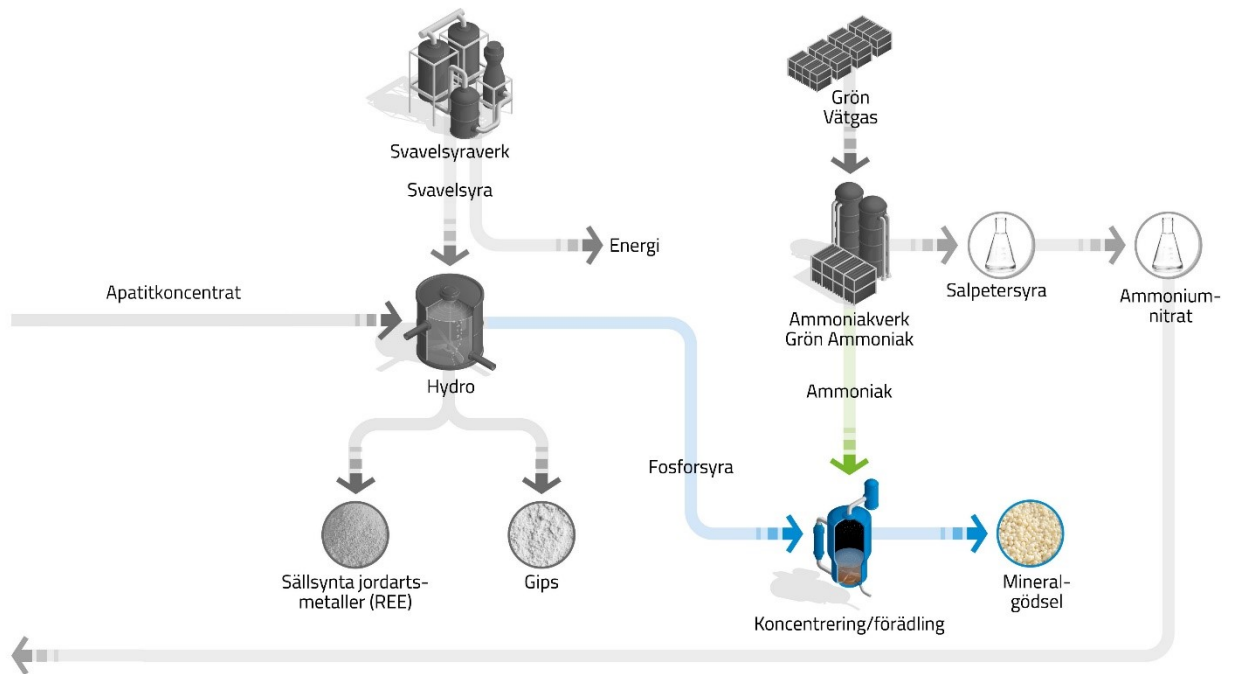 Grön
Vätgas
Svavelsyraverk
Svavelsyra
Energi
Salpetersyra
Ammonium-
nitrat
Apatitkoncentrat
Ammoniakverk
Grön Ammoniak
Hydro
Ammoniak
Fosforsyra
Sällsynta jordarts-
metaller (REE)
Gips
Mineral-
gödsel
Koncentrering/förädling